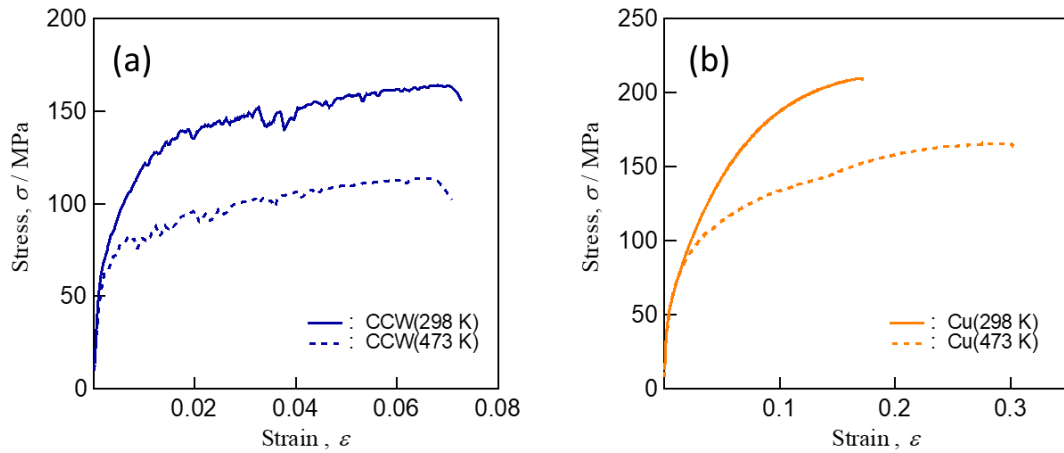 (a)
Stress, σ / MPa
200
150
100
50
0
0.02 0.04 0.06 0.08
Strain , ε
: CCW(298 K)
: CCW(473 K)
(b)
Stress, σ / MPa
250
200
150
100
50
0
0.1 0.2 0.3
Strain , ε
: Cu(298 K)
: Cu(473 K)